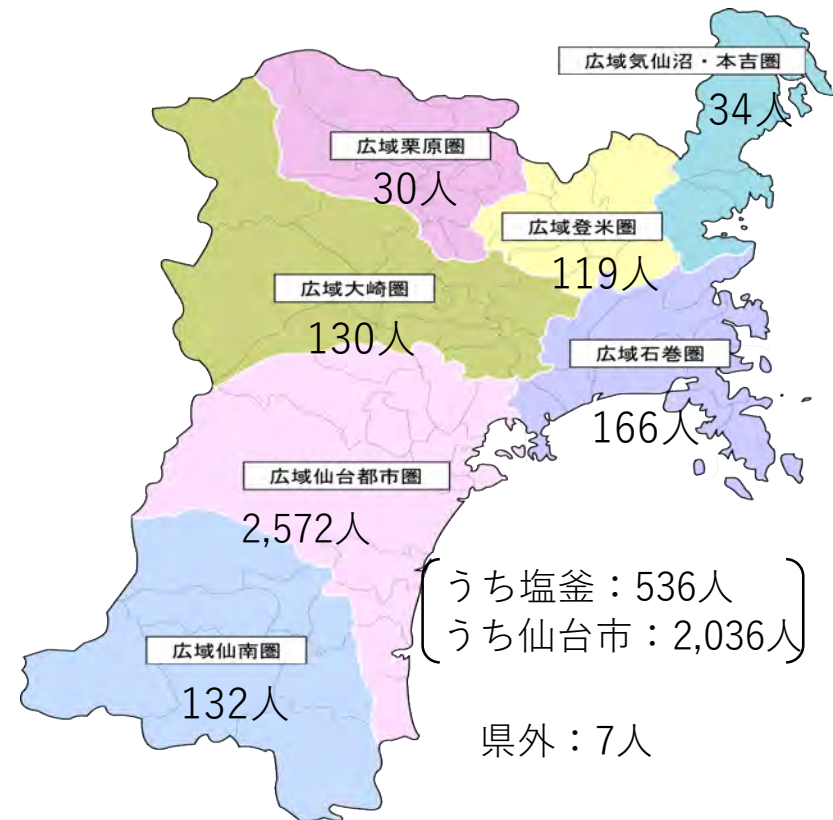 広域気仙沼・本吉圏
34人
広域栗原圏
30人
広域登米圏
119人
広域大崎圏
130人
広域石巻圏
166人
広域仙台都市圏
2,572人
うち塩釜：536人
うち仙台市：2,036人
広域仙南圏
132人
県外：7人